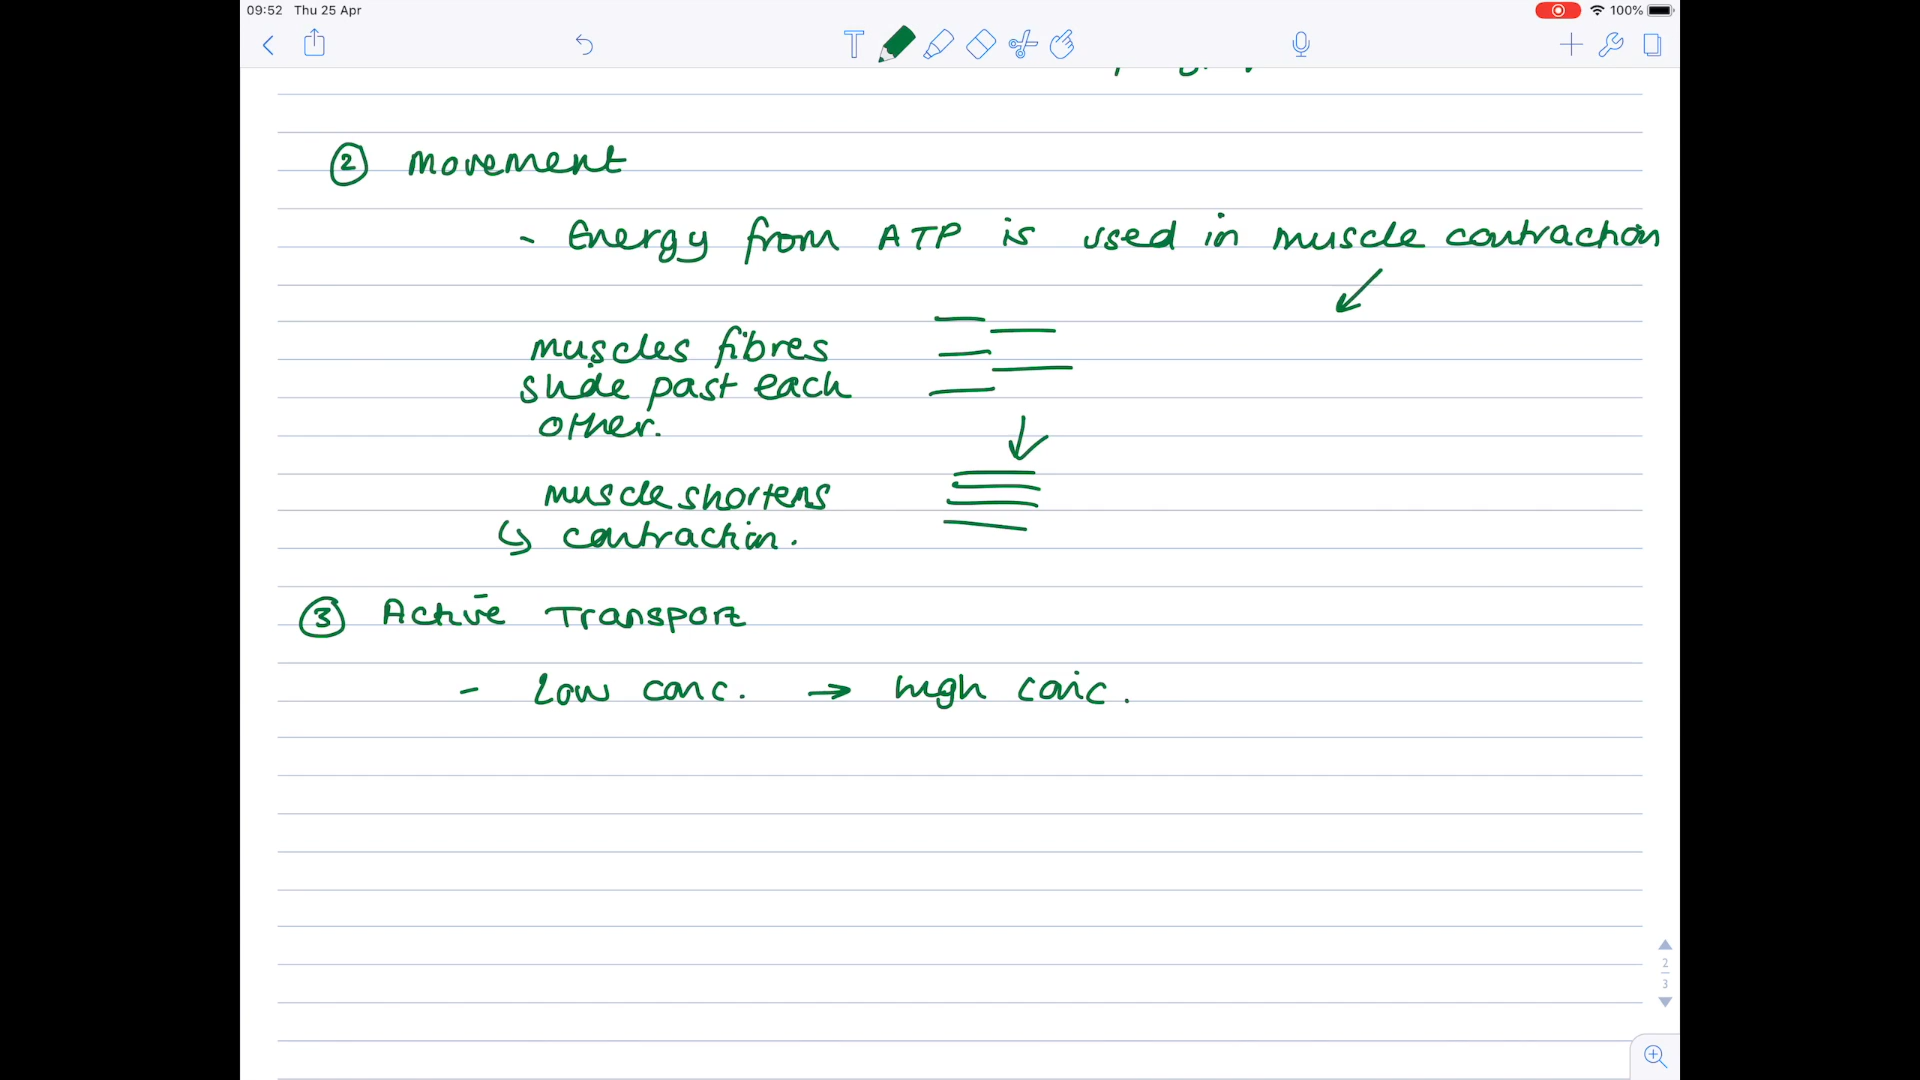 09:52 Thu 25 Apr
100%
T
② Movement
- Energy from ATP is used in muscle contraction
muscles fibres
slide past each
other.
muscle shortens
↳ contraction.
③ Active Transport
- Low conc. → high conc.
2
3